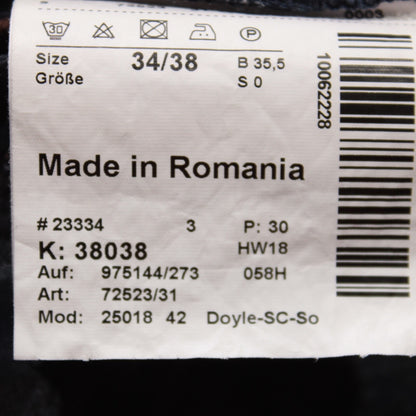 30 P
Size 34/38 B 35,5
Größe S 0
10062228
Made in Romania
# 23334 3 P: 30
K: 38038 HW18
Auf: 975144/273 058H
Art: 72523/31
Mod: 25018 42 Doyle-SC-So